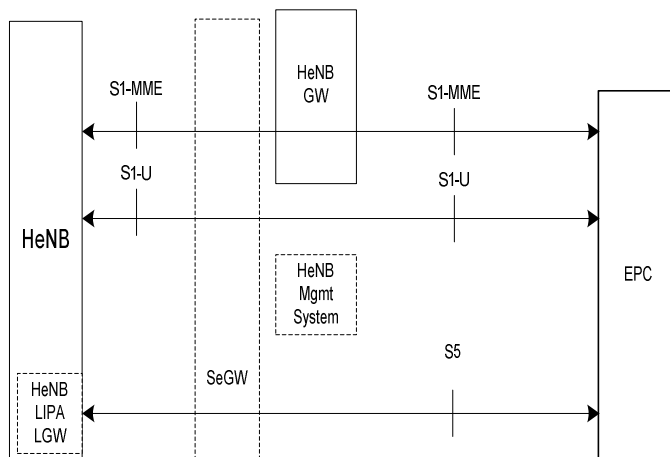 HeNB
GW
S1-MME
S1-MME
S1-U
S1-U
HeNB
HeNB
Mgmt
System
EPC
S5
SeGW
HeNB
LIPA
LGW